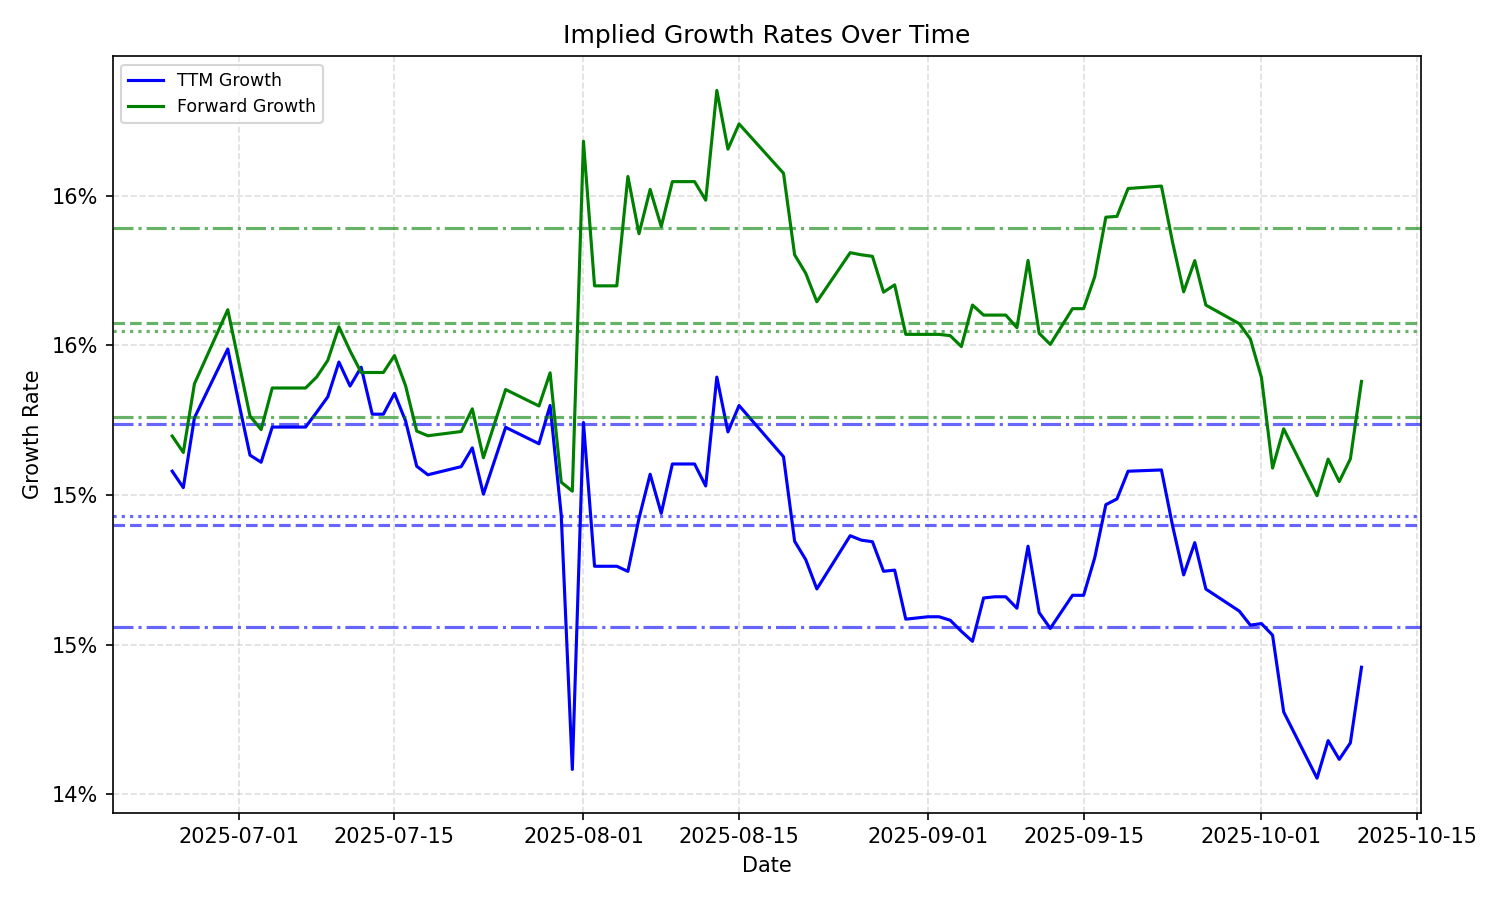 Implied Growth Rates Over Time
TTM Growth
Forward Growth
16%
16%
15%
15%
14%
Growth Rate
2025-07-01
2025-07-15
2025-08-01
2025-08-15
2025-09-01
2025-09-15
2025-10-01
2025-10-15
Date